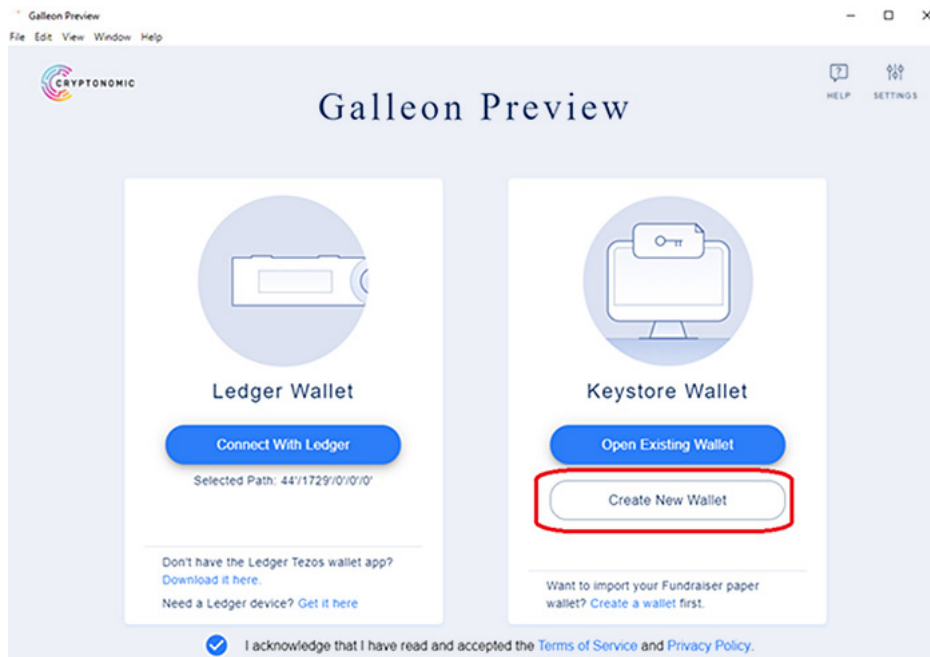 Galleon Preview
File Edit View Window Help
CRYPTONOMIC
HELP
SETTINGS
Galleon Preview
Ledger Wallet
Connect With Ledger
Selected Path: 44'/1729'/0'/0'/0'
Don't have the Ledger Tezos wallet app?
Download it here.
Need a Ledger device? Get it here
Keystore Wallet
Open Existing Wallet
Create New Wallet
Want to import your Fundraiser paper
wallet? Create a wallet first.
I acknowledge that I have read and accepted the Terms of Service and Privacy Policy.